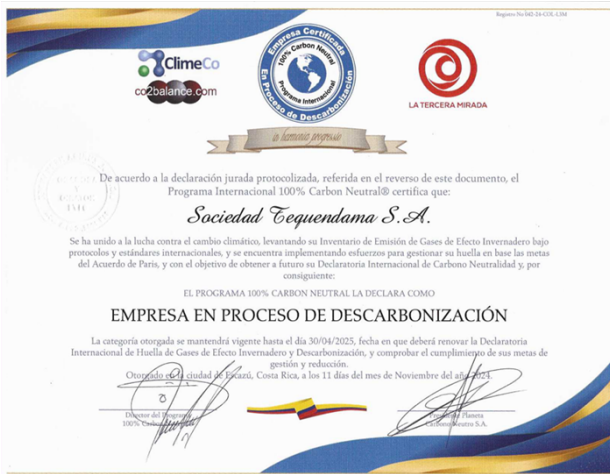 Registro No 042-24-CDE-LSM
ClimeCo
co2balance.com
Empresa Certificada
100% Carbon Neutral
Programa Internacional
En Proceso de Descarbonización
LA TERCERA MIRADA
in harmonia progressio
De acuerdo a la declaración jurada protocolizada, referida en el reverso de este documento, el
Programa Internacional 100% Carbon Neutral® certifica que:
Sociedad Tequendama S.A.
Se ha unido a la lucha contra el cambio climático, levantando su Inventario de Emisión de Gases de Efecto Invernadero bajo
protocolos y estándares internacionales, y se encuentra implementando esfuerzos para gestionar su huella en base las metas
del Acuerdo de Paris, y con el objetivo de obtener a futuro su Declaratoria Internacional de Carbono Neutralidad y, por
consiguiente:
EL PROGRAMA 100% CARBON NEUTRAL LA DECLARA COMO
EMPRESA EN PROCESO DE DESCARBONIZACIÓN
La categoría otorgada se mantendrá vigente hasta el día 30/04/2025, fecha en que deberá renovar la Declaratoria
Internacional de Huella de Gases de Efecto Invernadero y Descarbonización, y comprobar el cumplimiento de sus metas de
gestión y reducción.
Otorgado en la ciudad de Escazú, Costa Rica, a los 11 días del mes de Noviembre del año 2024.
Director del Programa
100% Carbon
Presidente Planeta
Carbono Neutro S.A.